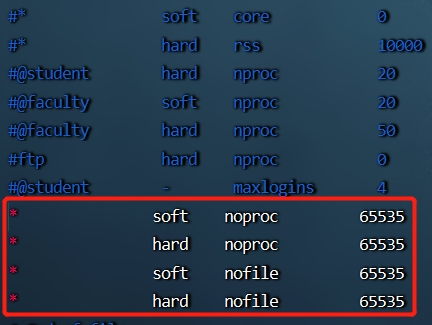 #* soft core 0
#* hard rss 10000
#@student hard nproc 20
#@faculty soft nproc 20
#@faculty hard nproc 50
#ftp hard nproc 0
#@student - maxlogins 4
* soft noproc 65535
* hard noproc 65535
* soft nofile 65535
* hard nofile 65535